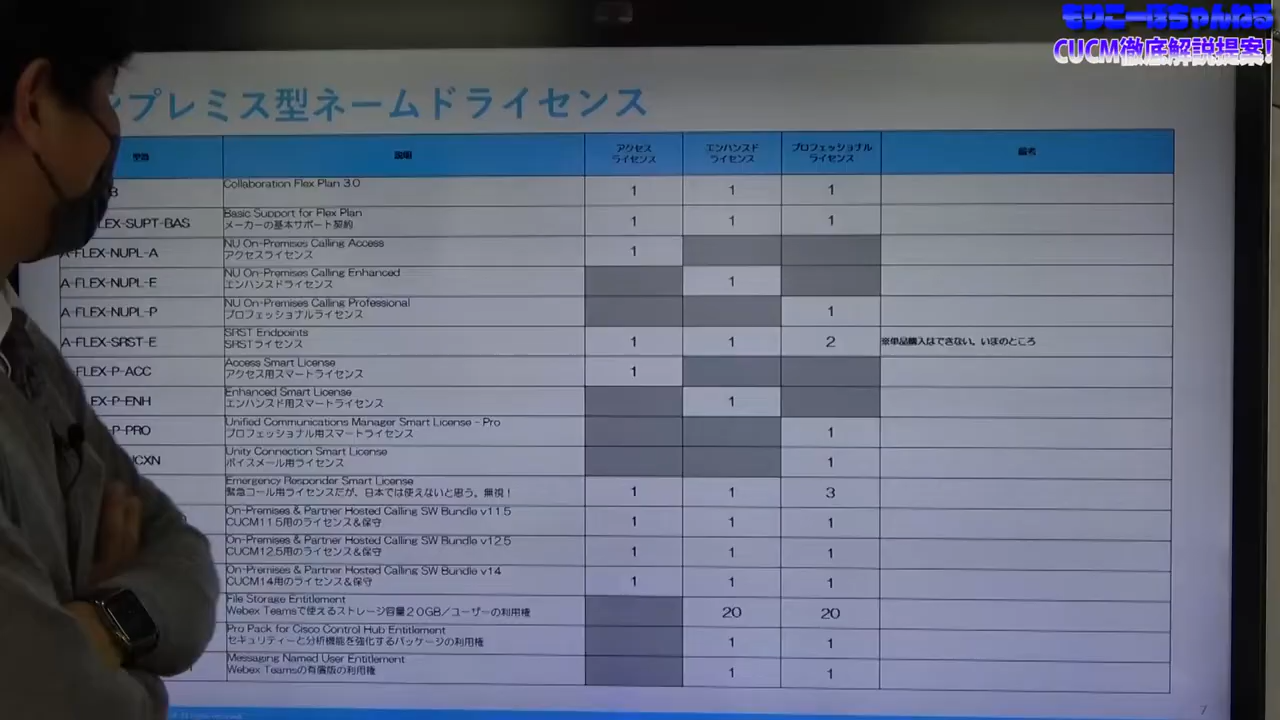 もりこーはちゃんねる
CUCM徹底解説提案!
ンプレミス型ネームドライセンス
型番 説明 アクセス ライセンス エンハンスド ライセンス プロフェッショナル ライセンス 備考
3 Collaboration Flex Plan 3.0 1 1 1
LEX-SUPT-BAS Basic Support for Flex Plan 1 1 1
メーカーの基本サポート契約
A-FLEX-NUPL-A NU On-Premises Calling Access 1
アクセスライセンス
A-FLEX-NUPL-E NU On-Premises Calling Enhanced 1
エンハンスドライセンス
A-FLEX-NUPL-P NU On-Premises Calling Professional 1
プロフェッショナルライセンス
A-FLEX-SRST-E SRST Endpoints 1 1 2 ※単品購入はできない。いまのところ
SRSTライセンス
-FLEX-P-ACC Access Smart License 1
アクセス用スマートライセンス
EX-P-ENH Enhanced Smart License 1
エンハンスド用スマートライセンス
-P-PRO Unified Communications Manager Smart License - Pro 1
プロフェッショナル用スマートライセンス
CXN Unity Connection Smart License 1
ボイスメール用ライセンス
Emergency Responder Smart License 1 1 3
緊急コール用ライセンスだが、日本では使えないと思う。無視！
On-Premises & Partner Hosted Calling SW Bundle v11.5 1 1 1
CUCM11.5用のライセンス&保守
On-Premises & Partner Hosted Calling SW Bundle v12.5 1 1 1
CUCM12.5用のライセンス&保守
On-Premises & Partner Hosted Calling SW Bundle v14 1 1 1
CUCM14用のライセンス&保守
File Storage Entitlement 20 20
Webex Teamsで使えるストレージ容量２０GB／ユーザーの利用権
Pro Pack for Cisco Control Hub Entitlement 1 1
セキュリティーと分析機能を強化するパッケージの利用権
Messaging Named User Entitlement 1 1
Webex Teamsの有償版の利用権
7